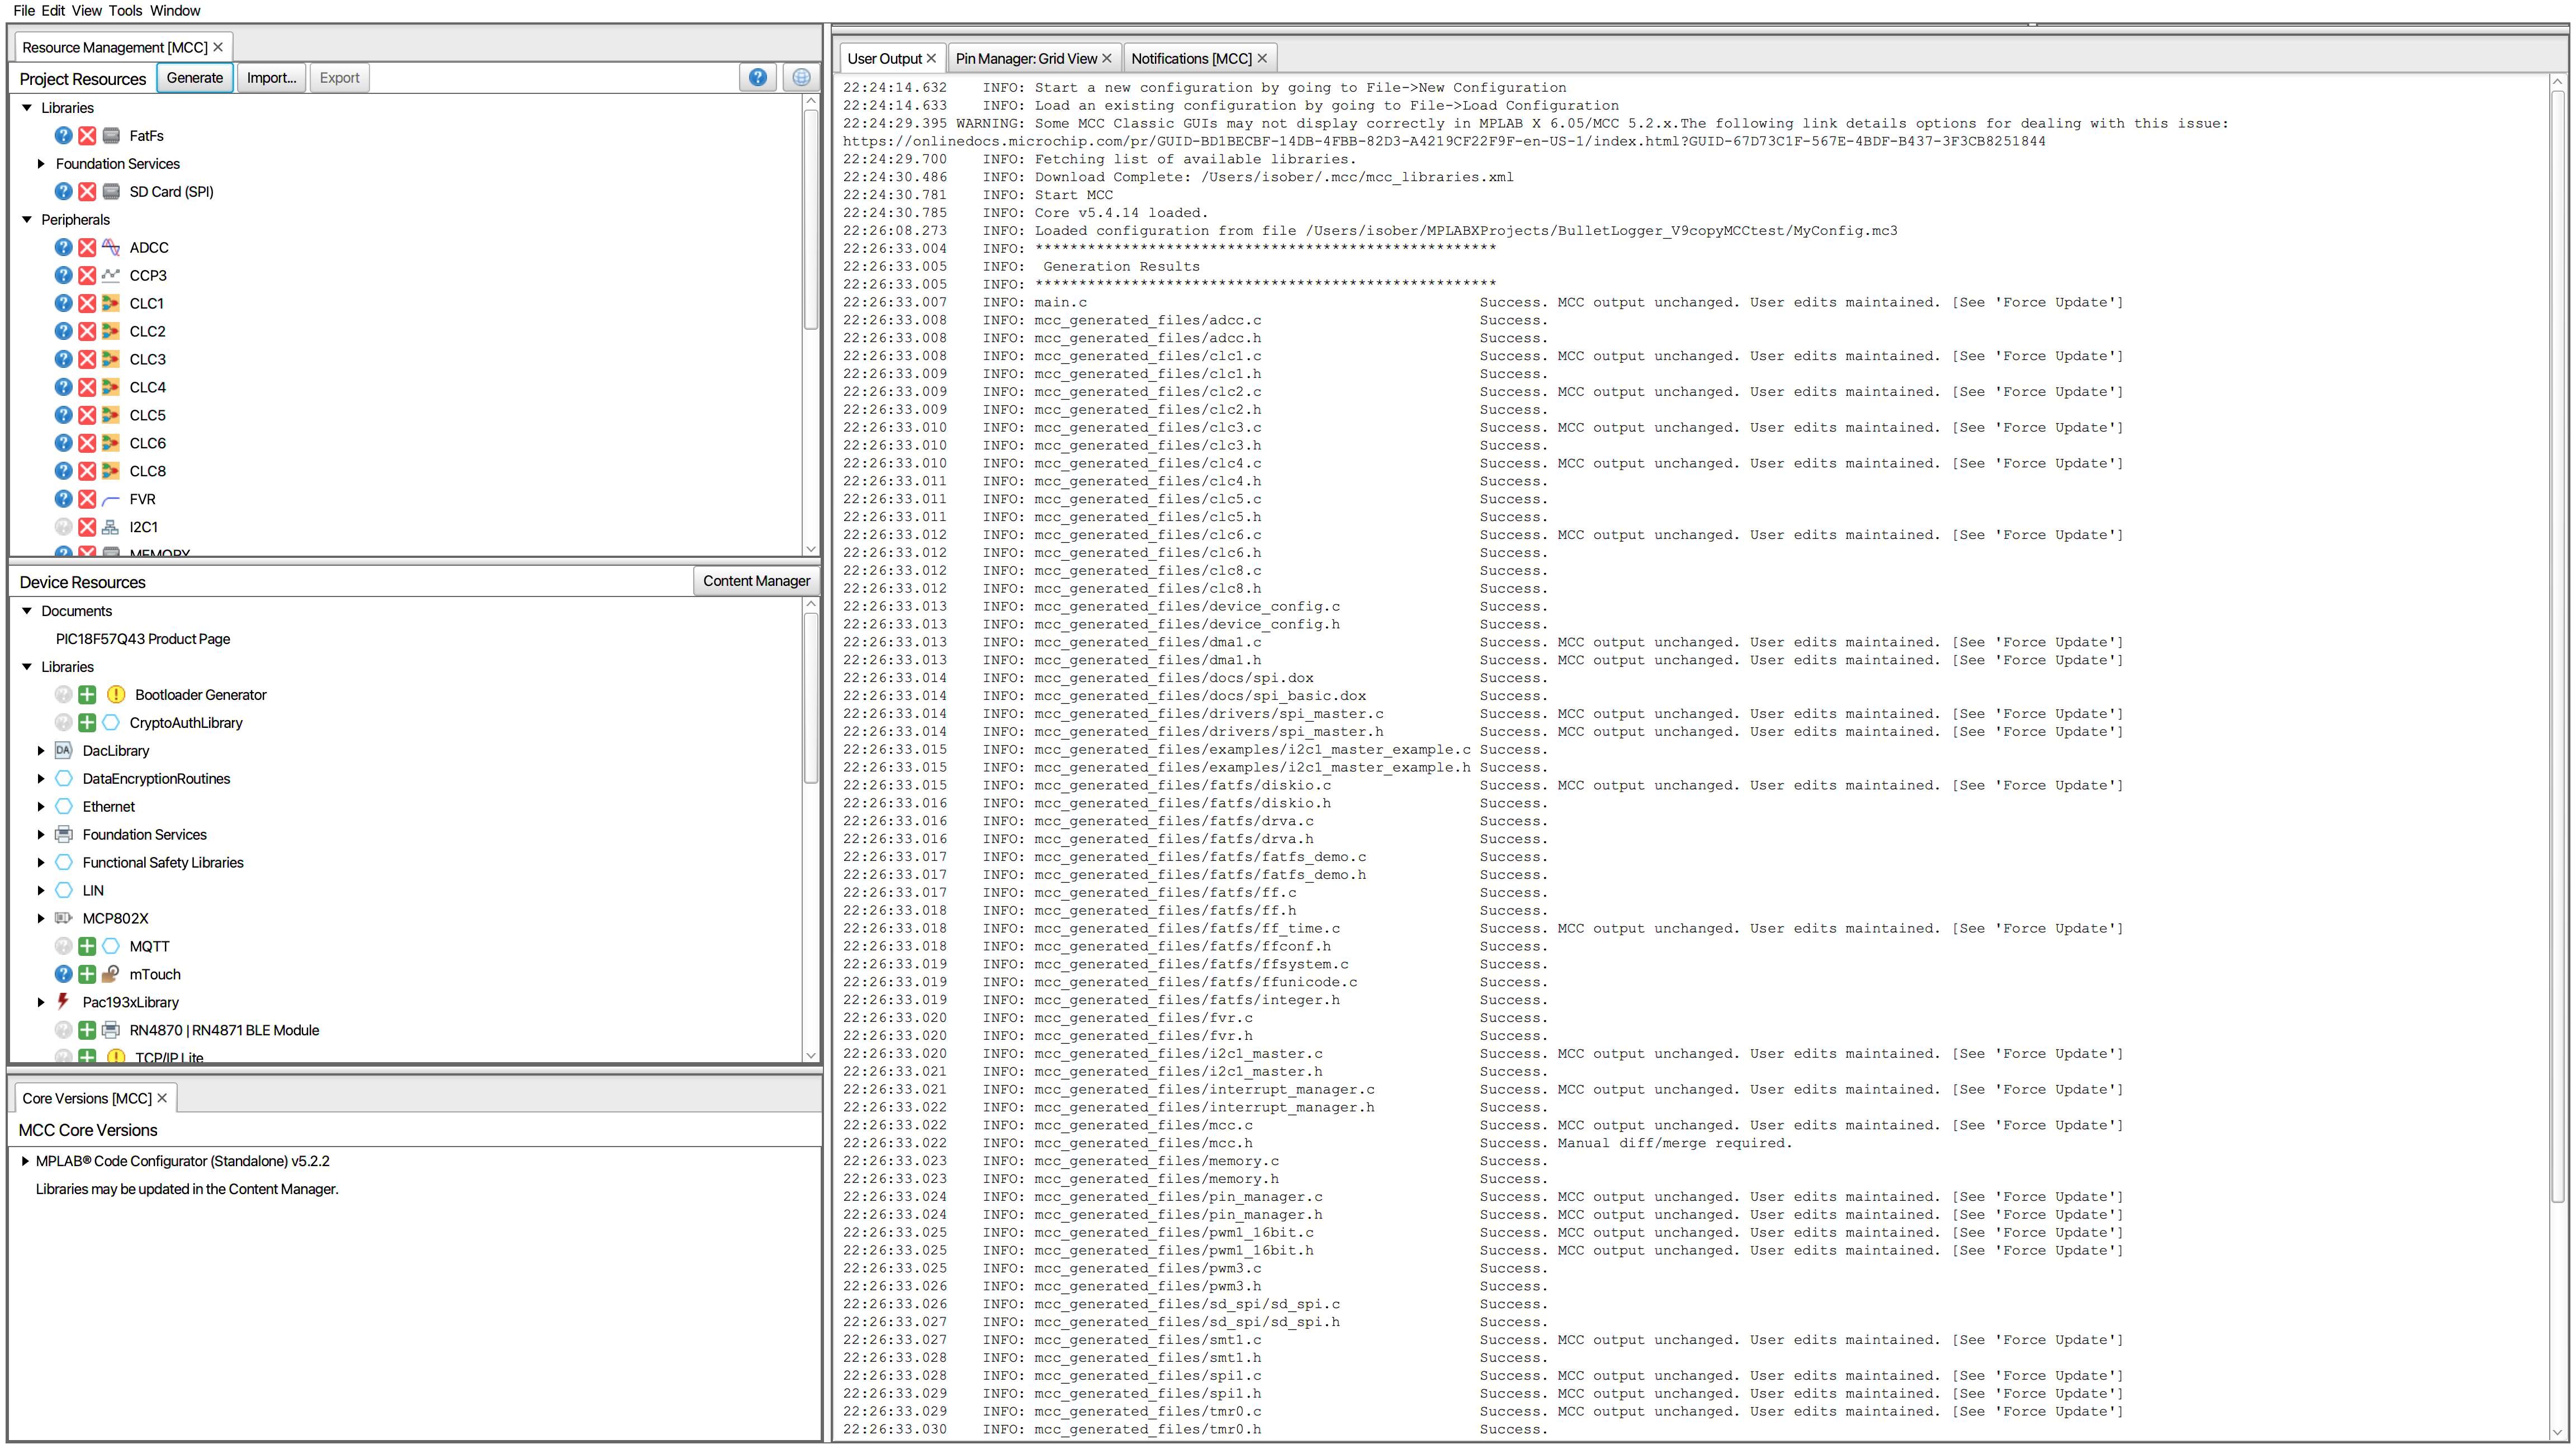 File Edit View Tools Window
Resource Management [MCC] ×
Project Resources Generate Import... Export
Libraries
FatFs
Foundation Services
SD Card (SPI)
Peripherals
ADCC
CCP3
CLC1
CLC2
CLC3
CLC4
CLC5
CLC6
CLC8
FVR
I2C1
MEMORY
Device Resources Content Manager
Documents
PIC18F57Q43 Product Page
Libraries
Bootloader Generator
CryptoAuthLibrary
DacLibrary
DataEncryptionRoutines
Ethernet
Foundation Services
Functional Safety Libraries
LIN
MCP802X
MQTT
mTouch
Pac193xLibrary
RN4870 | RN4871 BLE Module
TCP/IP Lite
Core Versions [MCC] ×
MCC Core Versions
MPLAB® Code Configurator (Standalone) v5.2.2
Libraries may be updated in the Content Manager.
User Output × Pin Manager: Grid View × Notifications [MCC] ×
22:24:14.632 INFO: Start a new configuration by going to File->New Configuration
22:24:14.633 INFO: Load an existing configuration by going to File->Load Configuration
22:24:29.395 WARNING: Some MCC Classic GUIs may not display correctly in MPLAB X 6.05/MCC 5.2.x.The following link details options for dealing with this issue:
https://onlinedocs.microchip.com/pr/GUID-BD1BECBF-14DB-4FBB-82D3-A4219CF22F9F-en-US-1/index.html?GUID-67D73C1F-567E-4BDF-B437-3F3CB8251844
22:24:29.700 INFO: Fetching list of available libraries.
22:24:30.486 INFO: Download Complete: /Users/isober/.mcc/mcc_libraries.xml
22:24:30.781 INFO: Start MCC
22:24:30.785 INFO: Core v5.4.14 loaded.
22:26:08.273 INFO: Loaded configuration from file /Users/isober/MPLABXProjects/BulletLogger_V9copyMCCtest/MyConfig.mc3
22:26:33.004 INFO: *****************************************************
22:26:33.005 INFO: Generation Results
22:26:33.005 INFO: *****************************************************
22:26:33.007 INFO: main.c Success. MCC output unchanged. User edits maintained. [See 'Force Update']
22:26:33.008 INFO: mcc_generated_files/adcc.c Success.
22:26:33.008 INFO: mcc_generated_files/adcc.h Success.
22:26:33.008 INFO: mcc_generated_files/clc1.c Success. MCC output unchanged. User edits maintained. [See 'Force Update']
22:26:33.009 INFO: mcc_generated_files/clc1.h Success.
22:26:33.009 INFO: mcc_generated_files/clc2.c Success. MCC output unchanged. User edits maintained. [See 'Force Update']
22:26:33.009 INFO: mcc_generated_files/clc2.h Success.
22:26:33.010 INFO: mcc_generated_files/clc3.c Success. MCC output unchanged. User edits maintained. [See 'Force Update']
22:26:33.010 INFO: mcc_generated_files/clc3.h Success.
22:26:33.010 INFO: mcc_generated_files/clc4.c Success. MCC output unchanged. User edits maintained. [See 'Force Update']
22:26:33.011 INFO: mcc_generated_files/clc4.h Success.
22:26:33.011 INFO: mcc_generated_files/clc5.c Success.
22:26:33.011 INFO: mcc_generated_files/clc5.h Success.
22:26:33.012 INFO: mcc_generated_files/clc6.c Success. MCC output unchanged. User edits maintained. [See 'Force Update']
22:26:33.012 INFO: mcc_generated_files/clc6.h Success.
22:26:33.012 INFO: mcc_generated_files/clc8.c Success.
22:26:33.012 INFO: mcc_generated_files/clc8.h Success.
22:26:33.013 INFO: mcc_generated_files/device_config.c Success.
22:26:33.013 INFO: mcc_generated_files/device_config.h Success.
22:26:33.013 INFO: mcc_generated_files/dma1.c Success. MCC output unchanged. User edits maintained. [See 'Force Update']
22:26:33.013 INFO: mcc_generated_files/dma1.h Success. MCC output unchanged. User edits maintained. [See 'Force Update']
22:26:33.014 INFO: mcc_generated_files/docs/spi.dox Success.
22:26:33.014 INFO: mcc_generated_files/docs/spi_basic.dox Success.
22:26:33.014 INFO: mcc_generated_files/drivers/spi_master.c Success. MCC output unchanged. User edits maintained. [See 'Force Update']
22:26:33.014 INFO: mcc_generated_files/drivers/spi_master.h Success. MCC output unchanged. User edits maintained. [See 'Force Update']
22:26:33.015 INFO: mcc_generated_files/examples/i2c1_master_example.c Success.
22:26:33.015 INFO: mcc_generated_files/examples/i2c1_master_example.h Success.
22:26:33.015 INFO: mcc_generated_files/fatfs/diskio.c Success. MCC output unchanged. User edits maintained. [See 'Force Update']
22:26:33.016 INFO: mcc_generated_files/fatfs/diskio.h Success.
22:26:33.016 INFO: mcc_generated_files/fatfs/drva.c Success.
22:26:33.016 INFO: mcc_generated_files/fatfs/drva.h Success.
22:26:33.017 INFO: mcc_generated_files/fatfs/fatfs_demo.c Success.
22:26:33.017 INFO: mcc_generated_files/fatfs/fatfs_demo.h Success.
22:26:33.017 INFO: mcc_generated_files/fatfs/ff.c Success.
22:26:33.018 INFO: mcc_generated_files/fatfs/ff.h Success.
22:26:33.018 INFO: mcc_generated_files/fatfs/ff_time.c Success. MCC output unchanged. User edits maintained. [See 'Force Update']
22:26:33.018 INFO: mcc_generated_files/fatfs/ffconf.h Success.
22:26:33.019 INFO: mcc_generated_files/fatfs/ffsystem.c Success.
22:26:33.019 INFO: mcc_generated_files/fatfs/ffunicode.c Success.
22:26:33.019 INFO: mcc_generated_files/fatfs/integer.h Success.
22:26:33.020 INFO: mcc_generated_files/fvr.c Success.
22:26:33.020 INFO: mcc_generated_files/fvr.h Success.
22:26:33.020 INFO: mcc_generated_files/i2c1_master.c Success. MCC output unchanged. User edits maintained. [See 'Force Update']
22:26:33.021 INFO: mcc_generated_files/i2c1_master.h Success.
22:26:33.021 INFO: mcc_generated_files/interrupt_manager.c Success. MCC output unchanged. User edits maintained. [See 'Force Update']
22:26:33.022 INFO: mcc_generated_files/interrupt_manager.h Success.
22:26:33.022 INFO: mcc_generated_files/mcc.c Success. MCC output unchanged. User edits maintained. [See 'Force Update']
22:26:33.022 INFO: mcc_generated_files/mcc.h Success. Manual diff/merge required.
22:26:33.023 INFO: mcc_generated_files/memory.c Success.
22:26:33.023 INFO: mcc_generated_files/memory.h Success.
22:26:33.024 INFO: mcc_generated_files/pin_manager.c Success. MCC output unchanged. User edits maintained. [See 'Force Update']
22:26:33.024 INFO: mcc_generated_files/pin_manager.h Success. MCC output unchanged. User edits maintained. [See 'Force Update']
22:26:33.025 INFO: mcc_generated_files/pwm1_16bit.c Success. MCC output unchanged. User edits maintained. [See 'Force Update']
22:26:33.025 INFO: mcc_generated_files/pwm1_16bit.h Success. MCC output unchanged. User edits maintained. [See 'Force Update']
22:26:33.025 INFO: mcc_generated_files/pwm3.c Success.
22:26:33.026 INFO: mcc_generated_files/pwm3.h Success.
22:26:33.026 INFO: mcc_generated_files/sd_spi/sd_spi.c Success.
22:26:33.027 INFO: mcc_generated_files/sd_spi/sd_spi.h Success.
22:26:33.027 INFO: mcc_generated_files/smt1.c Success. MCC output unchanged. User edits maintained. [See 'Force Update']
22:26:33.028 INFO: mcc_generated_files/smt1.h Success.
22:26:33.028 INFO: mcc_generated_files/spi1.c Success. MCC output unchanged. User edits maintained. [See 'Force Update']
22:26:33.029 INFO: mcc_generated_files/spi1.h Success. MCC output unchanged. User edits maintained. [See 'Force Update']
22:26:33.029 INFO: mcc_generated_files/tmr0.c Success. MCC output unchanged. User edits maintained. [See 'Force Update']
22:26:33.030 INFO: mcc_generated_files/tmr0.h Success.